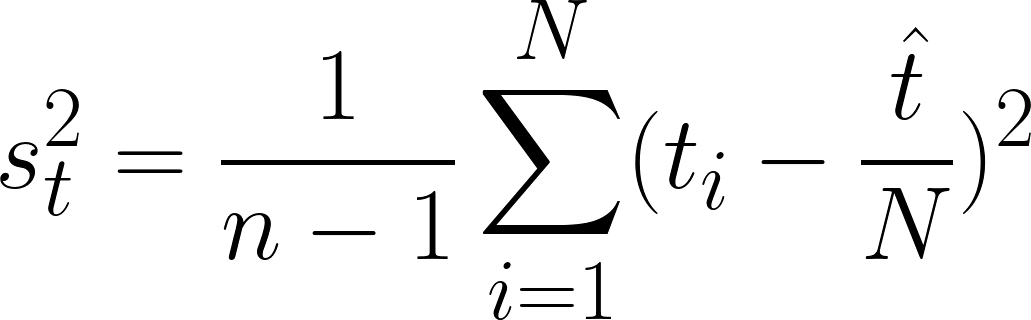 s_t^2 = \frac{1}{n-1} \sum_{i=1}^{N} (t_i - \frac{\hat{t}}{N})^2